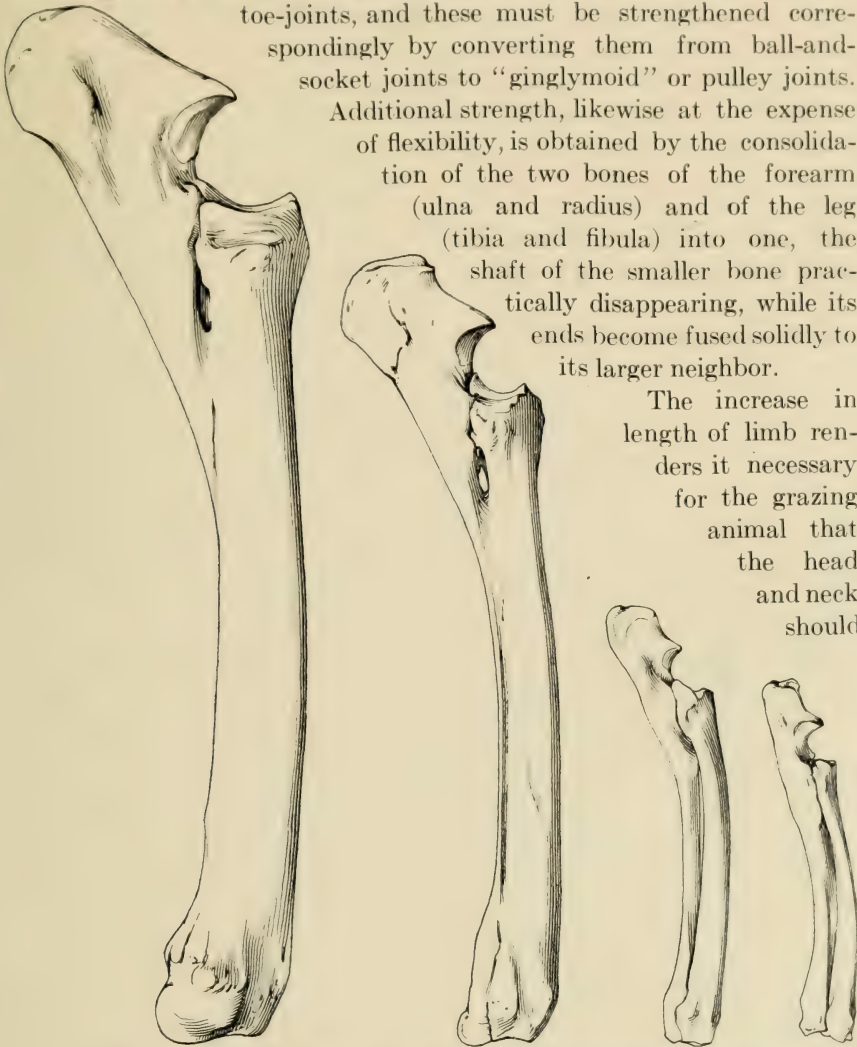 toe-joints, and these must be strengthened corre-
spondingly by converting them from ball-and-
socket joints to “ginglymoid” or pulley joints.
Additional strength, likewise at the expense
of flexibility, is obtained by the consolida-
tion of the two bones of the forearm
(ulna and radius) and of the leg
(tibia and fibula) into one, the
shaft of the smaller bone prac-
tically disappearing, while its
ends become fused solidly to
its larger neighbor.
The increase in
length of limb ren-
ders it necessary
for the grazing
animal that
the head
and neck
should